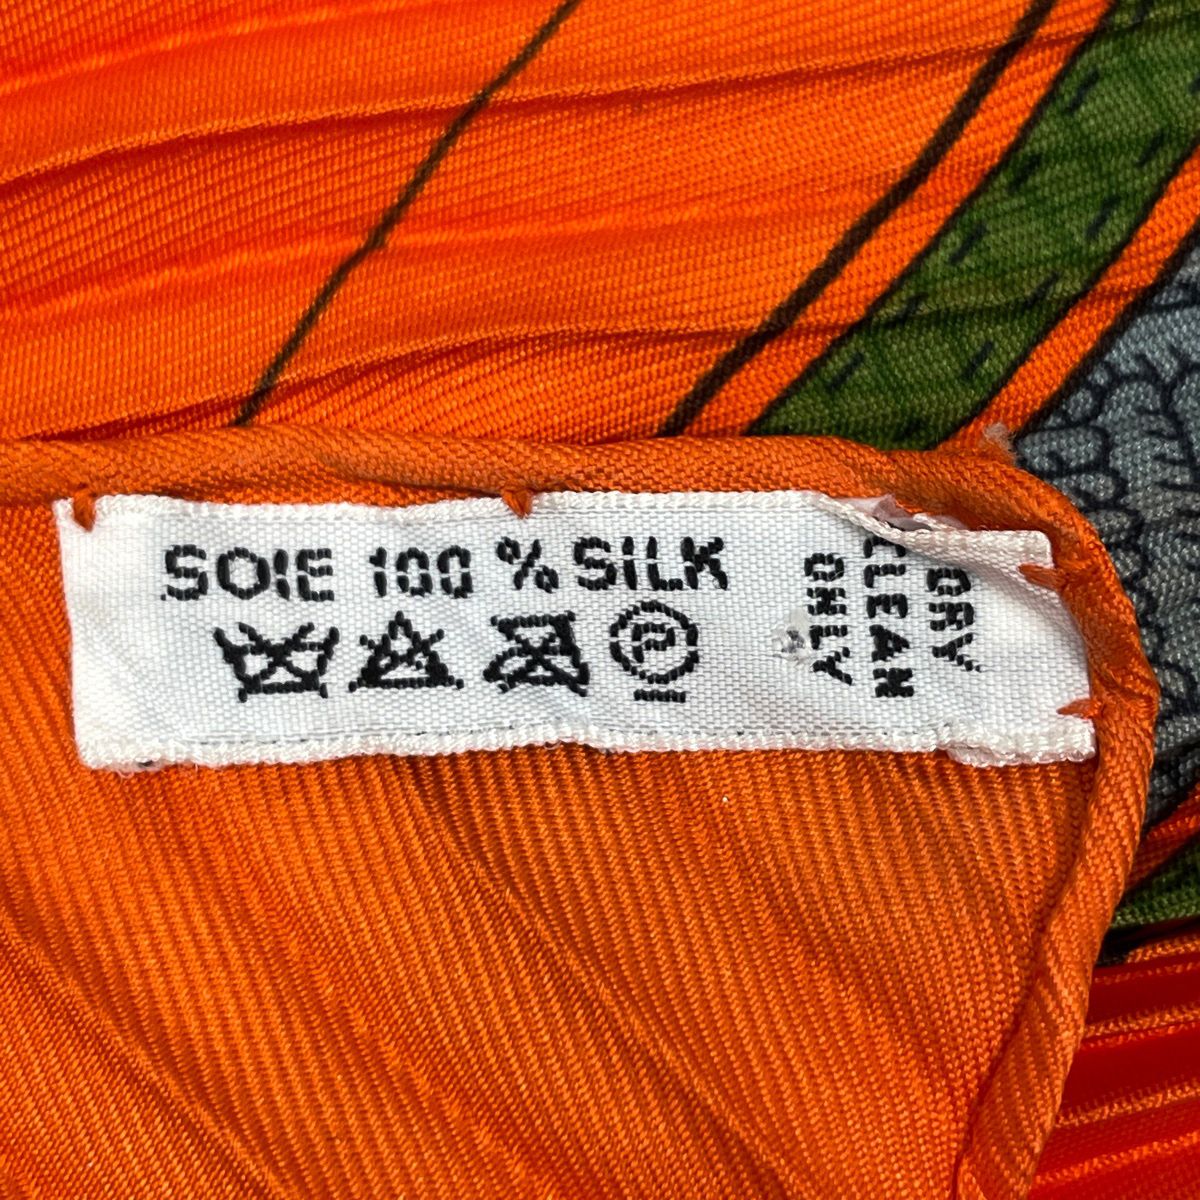 SOIE 100 % SILK
P
DRY
CLEAN
ONLY